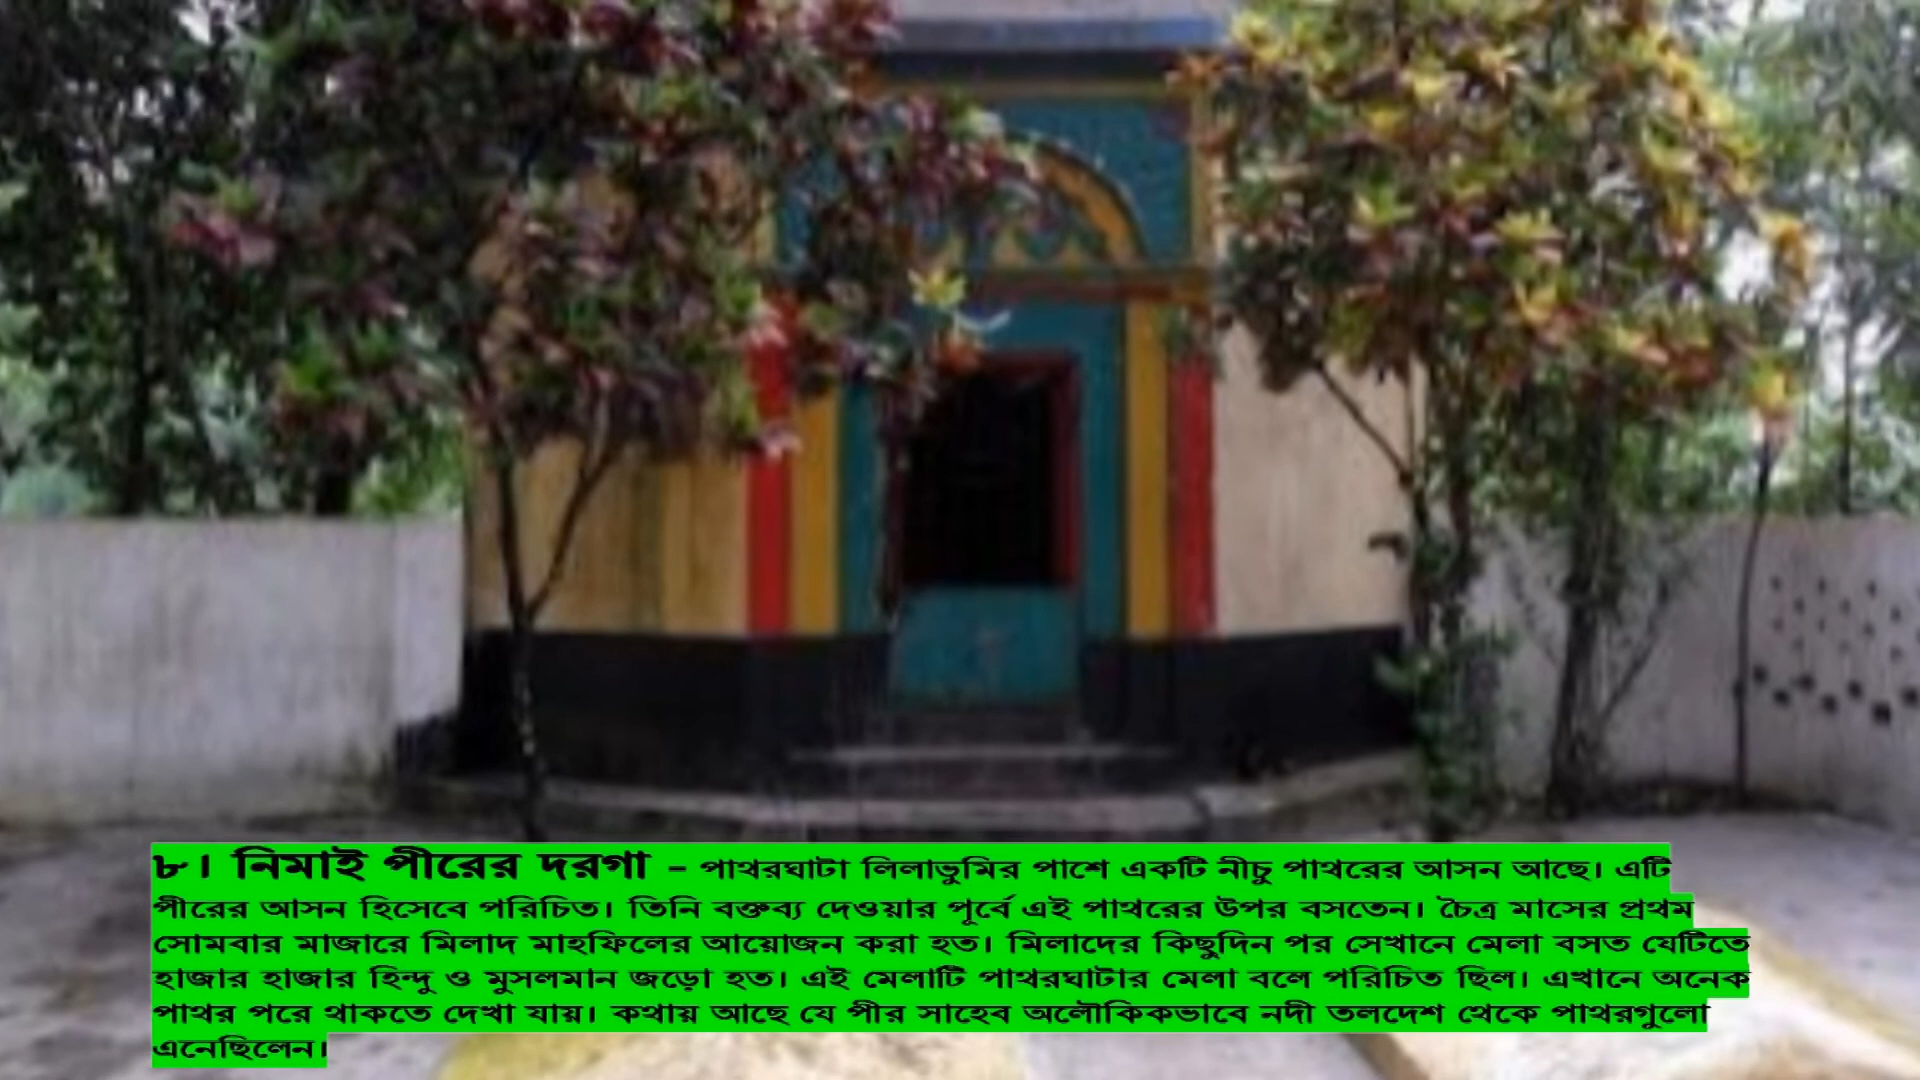 ৮। নিমাই পীরের দরগা – পাথরঘাটা লিলাভুমির পাশে একটি নীচু পাথরের আসন আছে। এটি
পীরের আসন হিসেবে পরিচিত। তিনি বক্তব্য দেওয়ার পূর্বে এই পাথরের উপর বসতেন। চৈত্র মাসের প্রথম
সোমবার মাজারে মিলাদ মাহফিলের আয়োজন করা হত। মিলাদের কিছুদিন পর সেখানে মেলা বসত যেটিতে
হাজার হাজার হিন্দু ও মুসলমান জড়ো হত। এই মেলাটি পাথরঘাটার মেলা বলে পরিচিত ছিল। এখানে অনেক
পাথর পরে থাকতে দেখা যায়। কথায় আছে যে পীর সাহেব অলৌকিকভাবে নদী তলদেশ থেকে পাথরগুলো
এনেছিলেন।